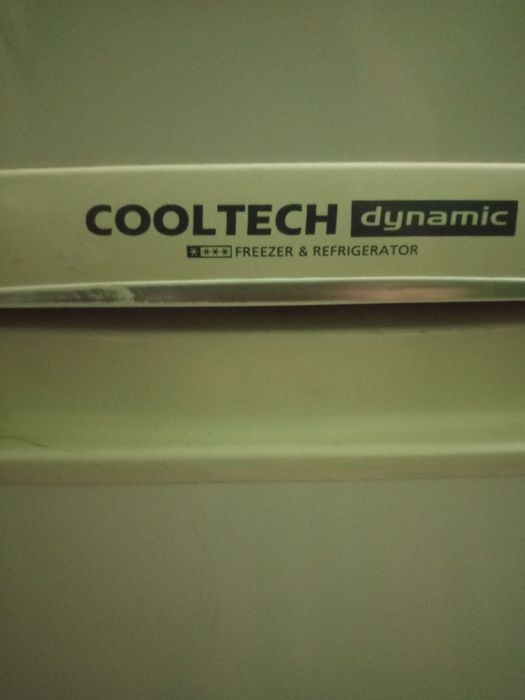 COOLTECH dynamic
**** FREEZER & REFRIGERATOR